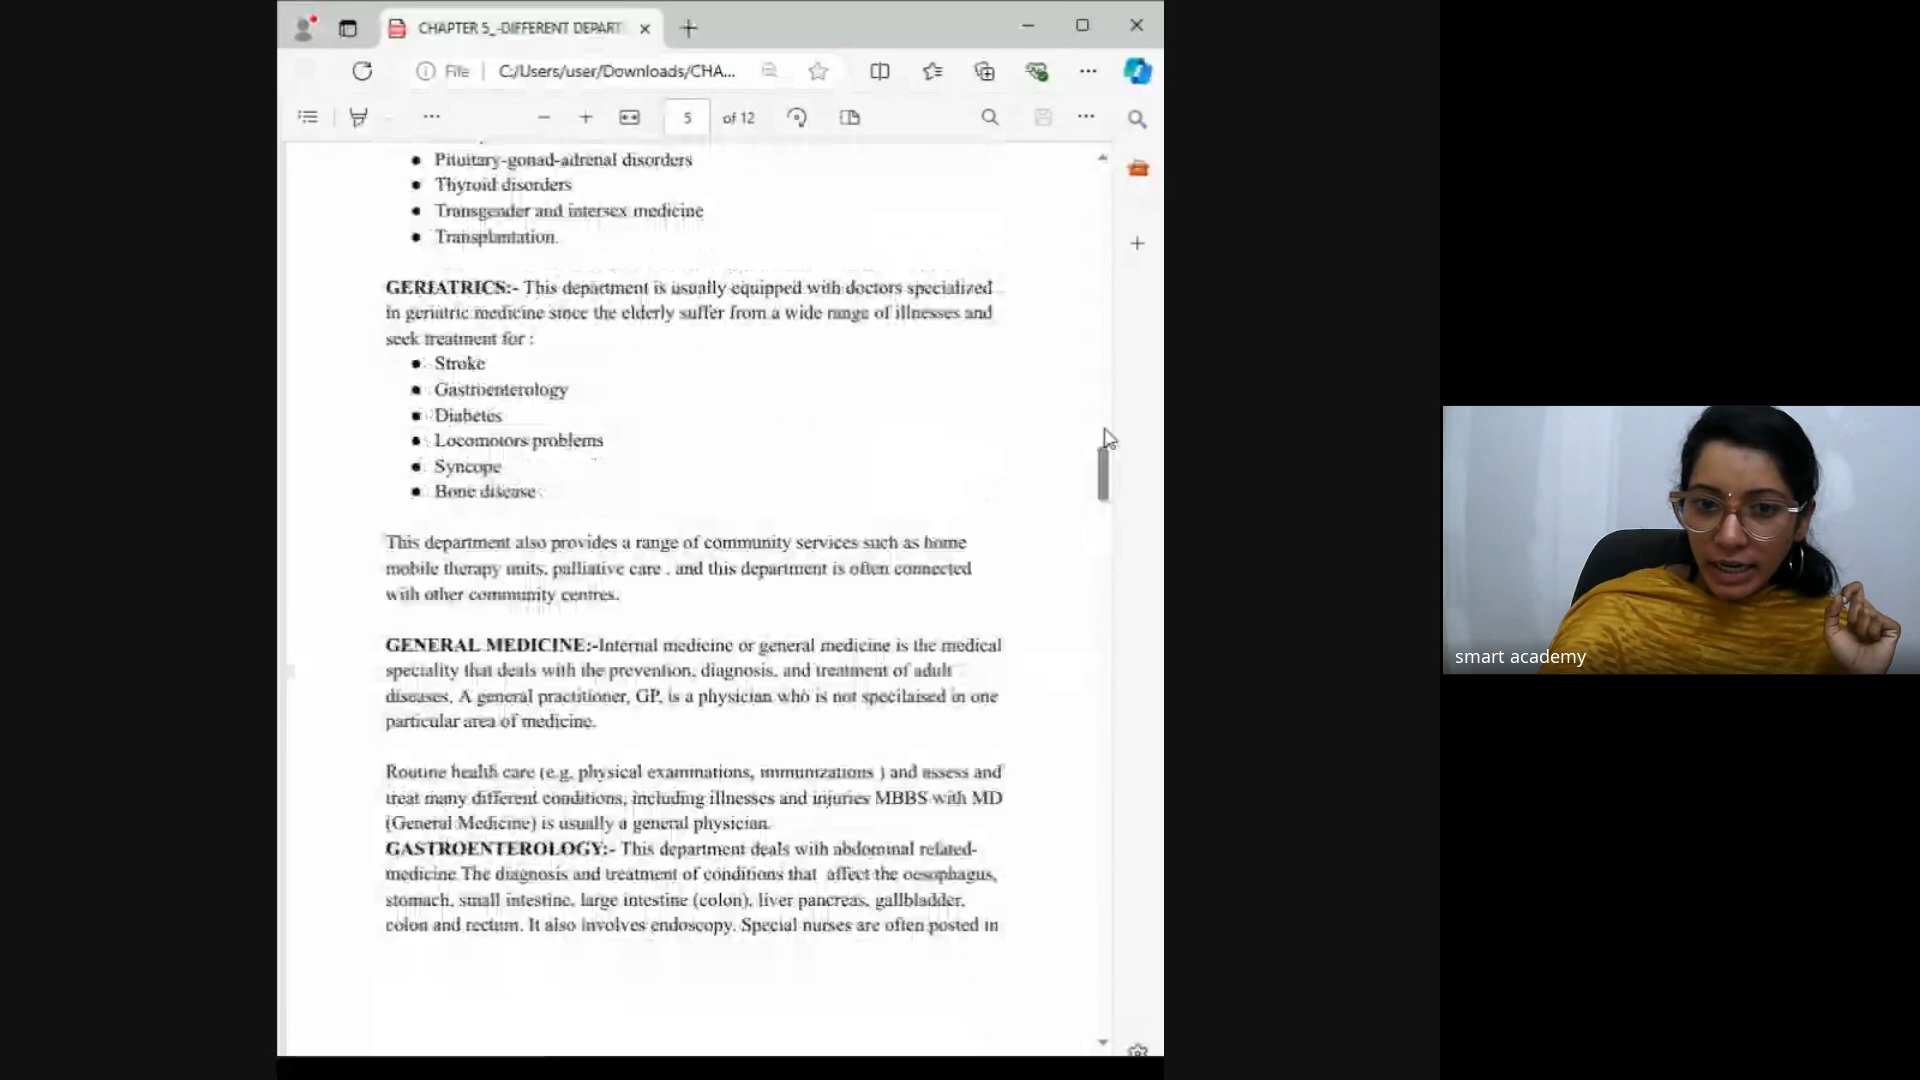 CHAPTER 5_-DIFFERENT DEPART
File
C:/Users/user/Downloads/CHA...
5 of 12
Pituitary-gonad-adrenal disorders
Thyroid disorders
Transgender and intersex medicine
Transplantation.
GERIATRICS:- This department is usually equipped with doctors specialized
in geriatric medicine since the elderly suffer from a wide range of illnesses and
seek treatment for :
Stroke
Gastroenterology
Diabetes
Locomotors problems
Syncope
Bone disease
This department also provides a range of community services such as home
mobile therapy units, palliative care , and this department is often connected
with other community centres.
GENERAL MEDICINE:-Internal medicine or general medicine is the medical
speciality that deals with the prevention, diagnosis, and treatment of adult
diseases, A general practitioner, GP, is a physician who is not specilaised in one
particular area of medicine.
Routine health care (e.g, physical examinations, immunizations ) and assess and
treat many different conditions, including illnesses and injuries MBBS with MD
(General Medicine) is usually a general physician.
GASTROENTEROLOGY:- This department deals with abdominal related-
medicine The diagnosis and treatment of conditions that affect the oesophagus,
stomach, small intestine, large intestine (colon), liver pancreas, gallbladder,
colon and rectum. It also involves endoscopy. Special nurses are often posted in
smart academy